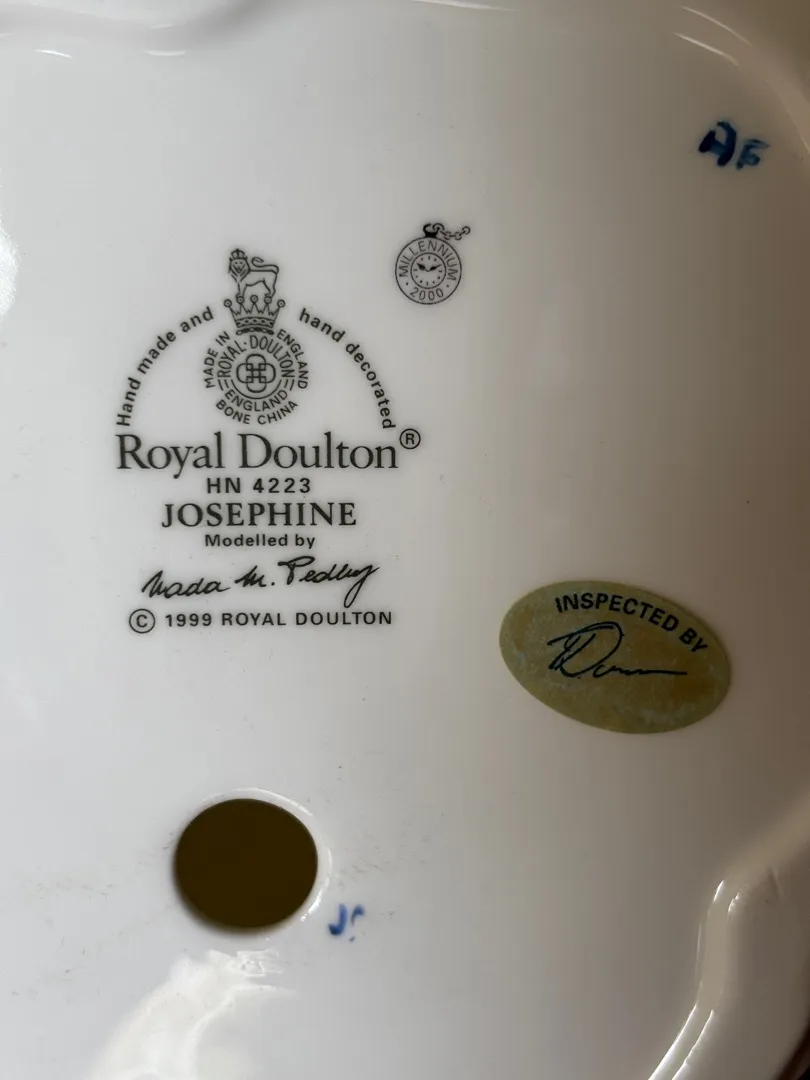 AF
MILLENNIUM
2000
Hand made and hand decorated
MADE IN ENGLAND
ROYAL·DOULTON
ENGLAND
BONE CHINA
Royal Doulton®
HN 4223
JOSEPHINE
Modelled by
Nada M. Pedley
© 1999 ROYAL DOULTON
INSPECTED BY